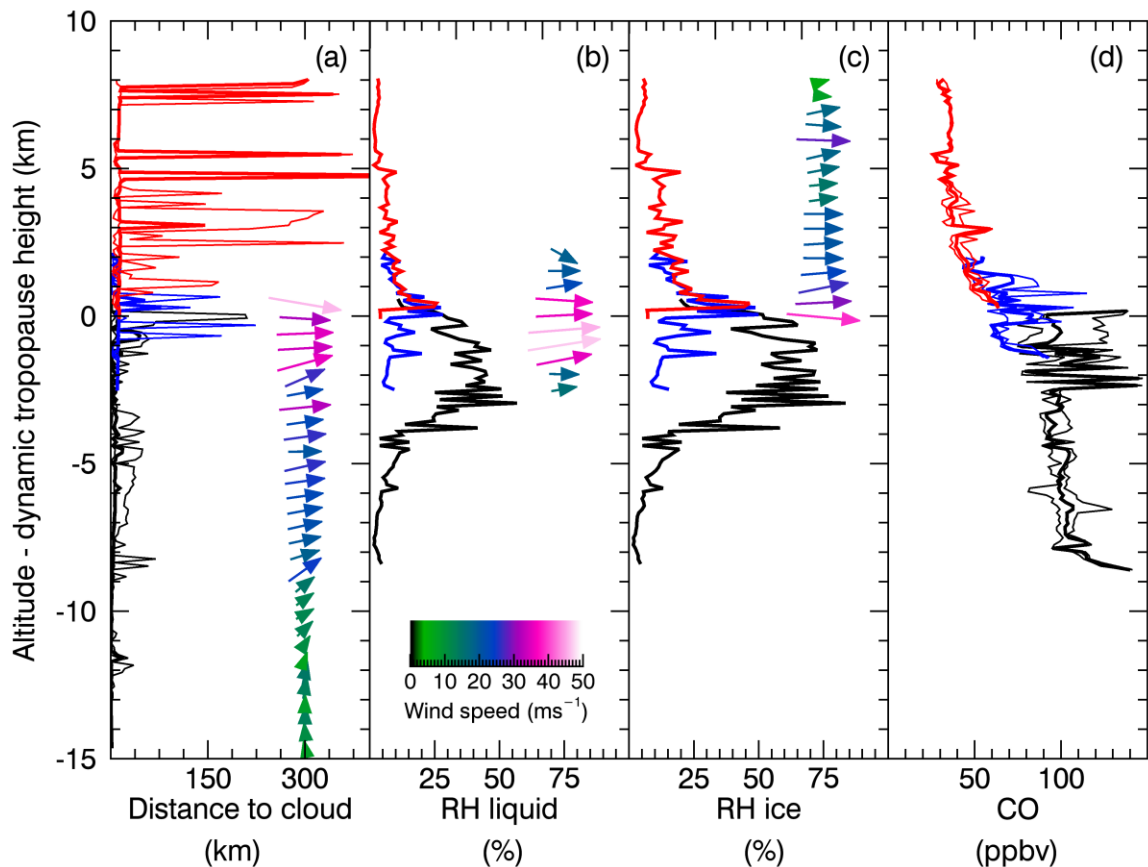 Altitude - dynamic tropopause height (km)
10
5
0
-5
-10
-15
(a)
(b)
(c)
(d)
0 10 20 30 40 50
Wind speed (ms⁻¹)
150 300
25 50 75
25 50 75
50 100
Distance to cloud
(km)
RH liquid
(%)
RH ice
(%)
CO
(ppbv)